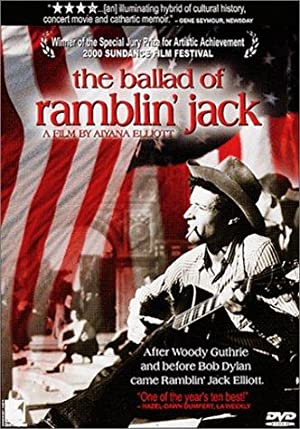 "★★★★...[an] illuminating hybrid of cultural history,
concert movie and cathartic memoir." – GENE SEYMOUR, NEWSDAY
Winner of the Special Jury Prize for Artistic Achievement
2000 SUNDANCE FILM FESTIVAL
the ballad of
ramblin' jack
A FILM BY AIYANA ELLIOTT
After Woody Guthrie
and before Bob Dylan
came Ramblin' Jack Elliott.
"One of the year's ten best!"
– HAZEL-DAWN DUMPERT, LA WEEKLY
DVD